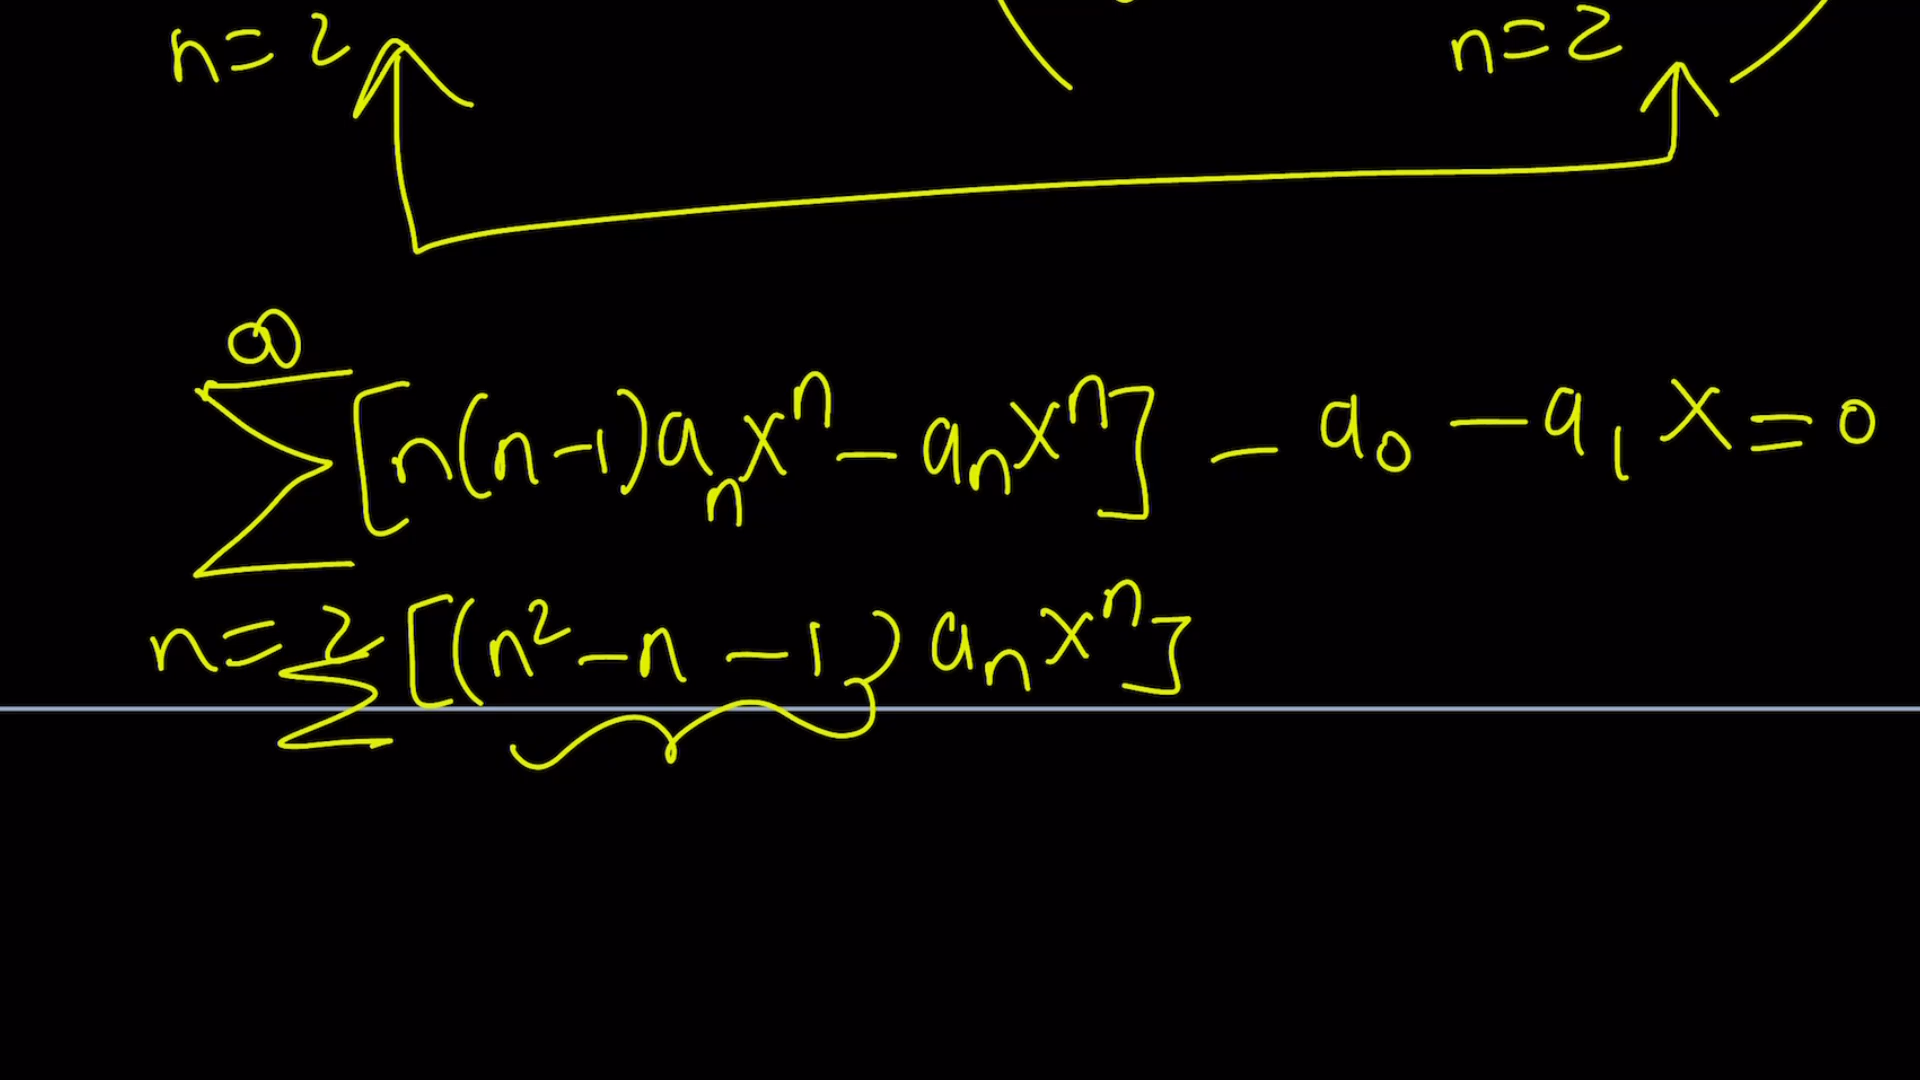 n=2 n=2
∞
∑ [n(n-1)aₙxⁿ - aₙxⁿ] - a₀ - a₁x = 0
n=2
∑ [(n²-n-1)aₙxⁿ]